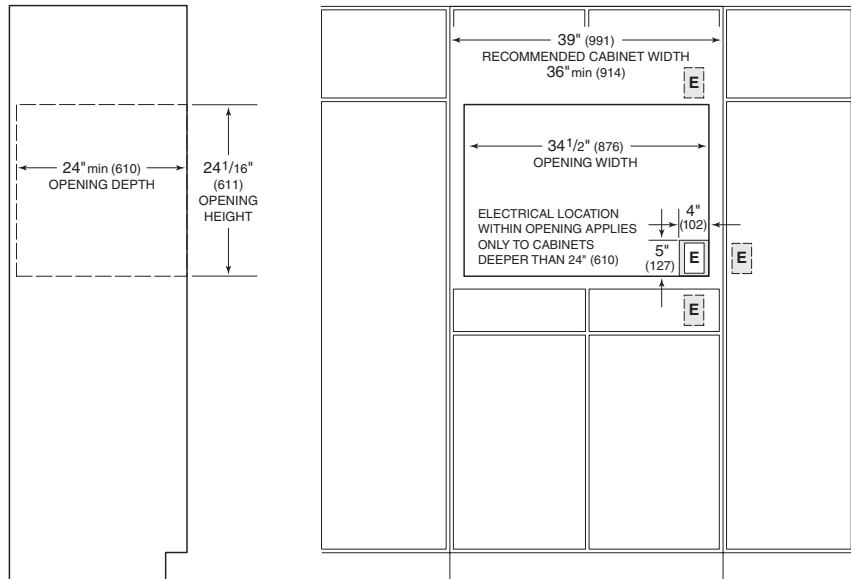 24" min (610)
OPENING DEPTH
24 1/16"
(611)
OPENING
HEIGHT
39" (991)
RECOMMENDED CABINET WIDTH
36" min (914)
E
34 1/2" (876)
OPENING WIDTH
ELECTRICAL LOCATION
WITHIN OPENING APPLIES
ONLY TO CABINETS
DEEPER THAN 24" (610)
4"
(102)
5"
(127)
E
E
E